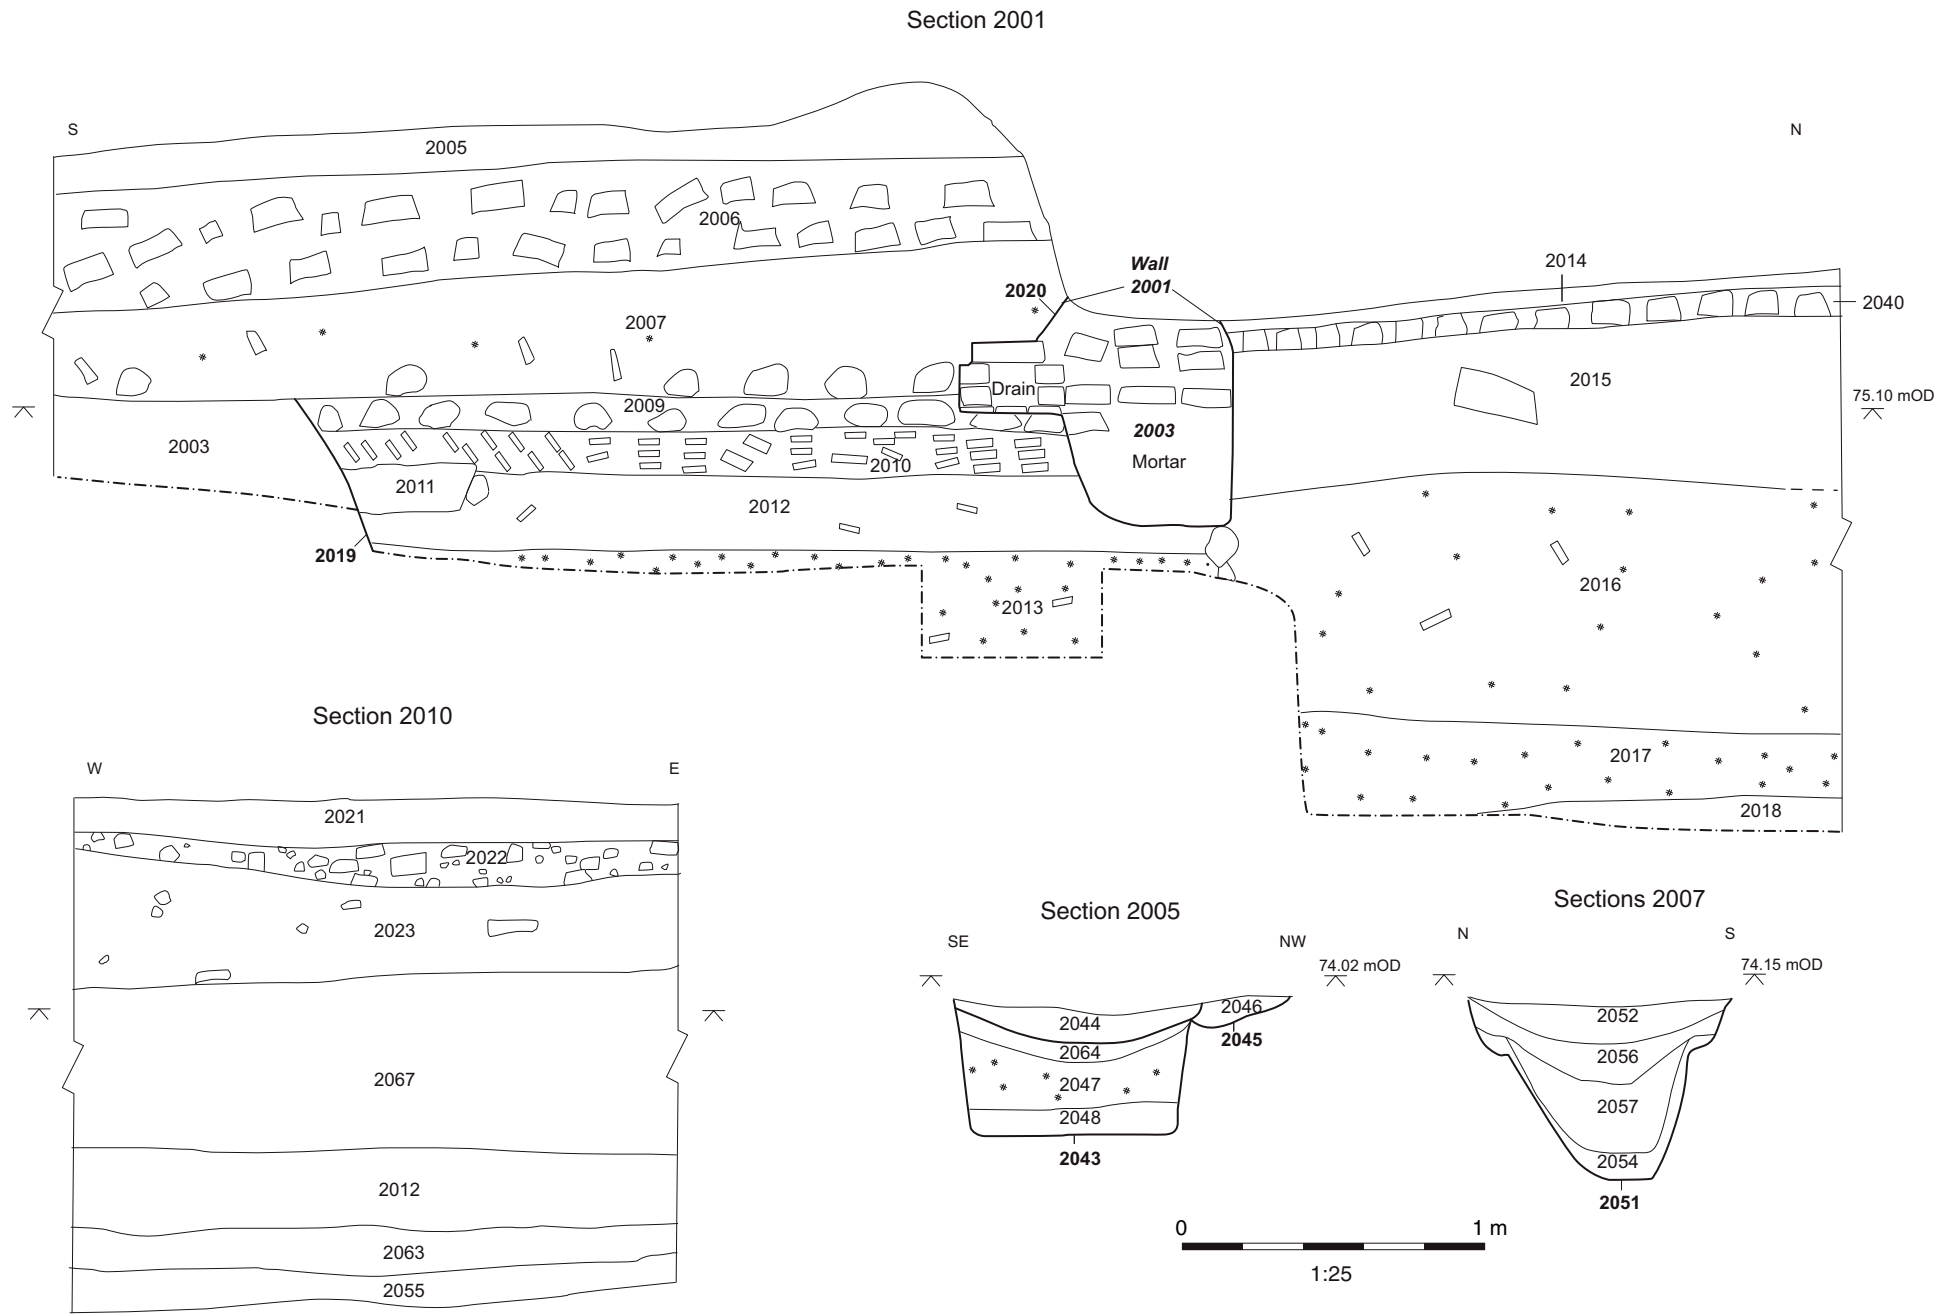 Section 2001
S
N
2005
2006
Wall
2001
2014
2020
2040
2007
2015
Drain
75.10 mOD
2009
2003
2003
Mortar
2010
2011
2012
2019
2016
2013
2017
2018
Section 2010
W
E
2021
2022
2023
2067
2012
2063
2055
Section 2005
SE
NW
74.02 mOD
2046
2044
2045
2064
2047
2048
2043
Sections 2007
N
S
74.15 mOD
2052
2056
2057
2054
2051
0
1 m
1:25